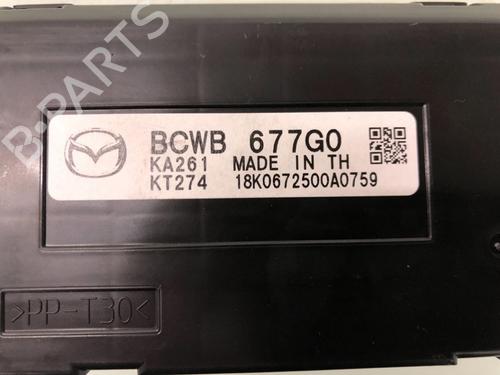 B-PARTS
BCWB 677G0
KA261 MADE IN TH
KT274 18K0672500A0759
>PP-T30<